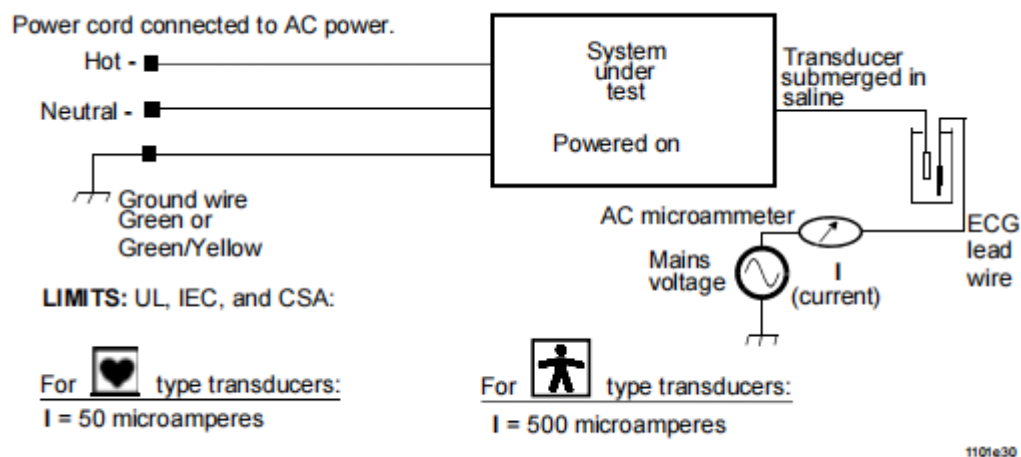 Power cord connected to AC power.
Hot -
Neutral -
Ground wire
Green or
Green/Yellow
System
under
test
Powered on
Transducer
submerged in
saline
AC microammeter
Mains
voltage
I
(current)
ECG
lead
wire
LIMITS: UL, IEC, and CSA:
For type transducers:
I = 50 microamperes
For type transducers:
I = 500 microamperes
1101e30